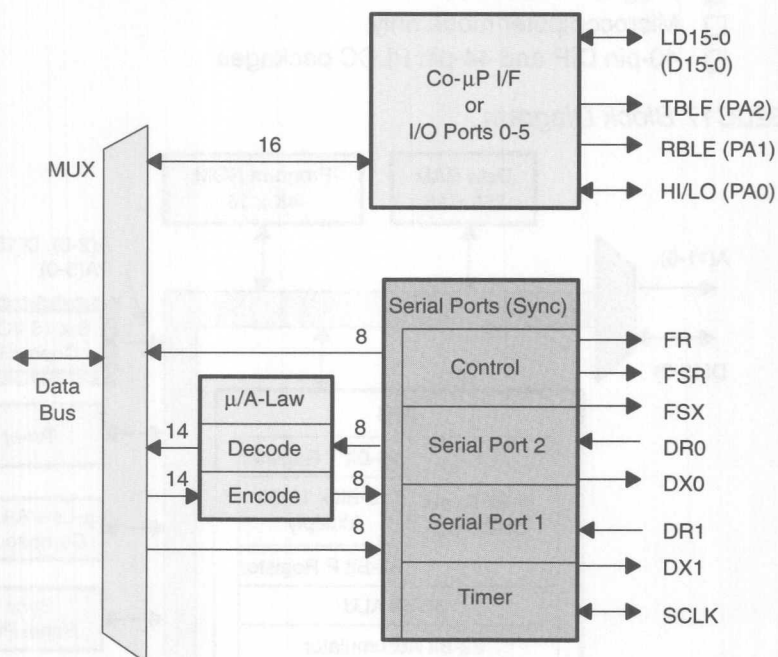 Co-μP I/F
or
I/O Ports 0-5
LD15-0
(D15-0)
TBLF (PA2)
RBLE (PA1)
HI/LO (PA0)
MUX
16
Serial Ports (Sync)
8
Control
FR
FSR
FSX
Data
Bus
μ/A-Law
14
Decode
8
Serial Port 2
DR0
DX0
14
Encode
8
8
Serial Port 1
DR1
DX1
Timer
SCLK